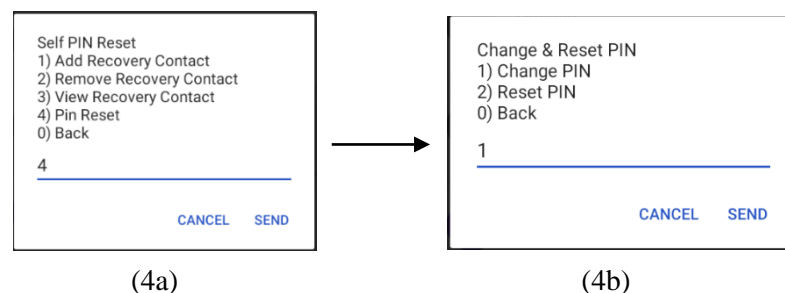 Self PIN Reset
1) Add Recovery Contact
2) Remove Recovery Contact
3) View Recovery Contact
4) Pin Reset
0) Back
4
CANCEL SEND
(4a)
Change & Reset PIN
1) Change PIN
2) Reset PIN
0) Back
1
CANCEL SEND
(4b)